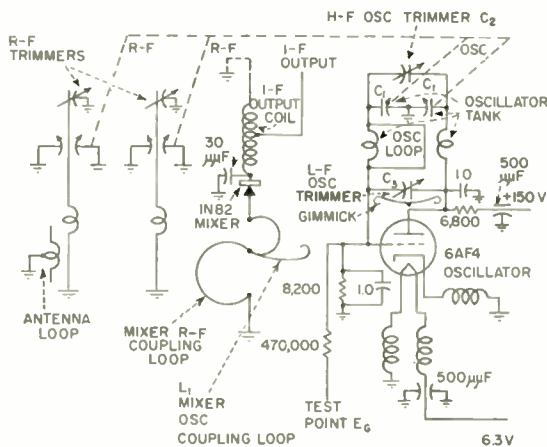 H-F OSC TRIMMER C2
R-F
TRIMMERS
R-F
R-F
I-F
OUTPUT
OSC
I-F
OUTPUT
COIL
C1
C1
OSCILLATOR
TANK
OSC
LOOP
30
μμF
L-F
OSC
TRIMMER
C3
GIMMICK
1.0
500
μμF
+150 V
6,800
IN82
MIXER
6AF4
OSCILLATOR
8,200
1.0
ANTENNA
LOOP
MIXER R-F
COUPLING
LOOP
470,000
L1
MIXER
OSC
COUPLING LOOP
TEST
POINT EG
500μμF
6.3V